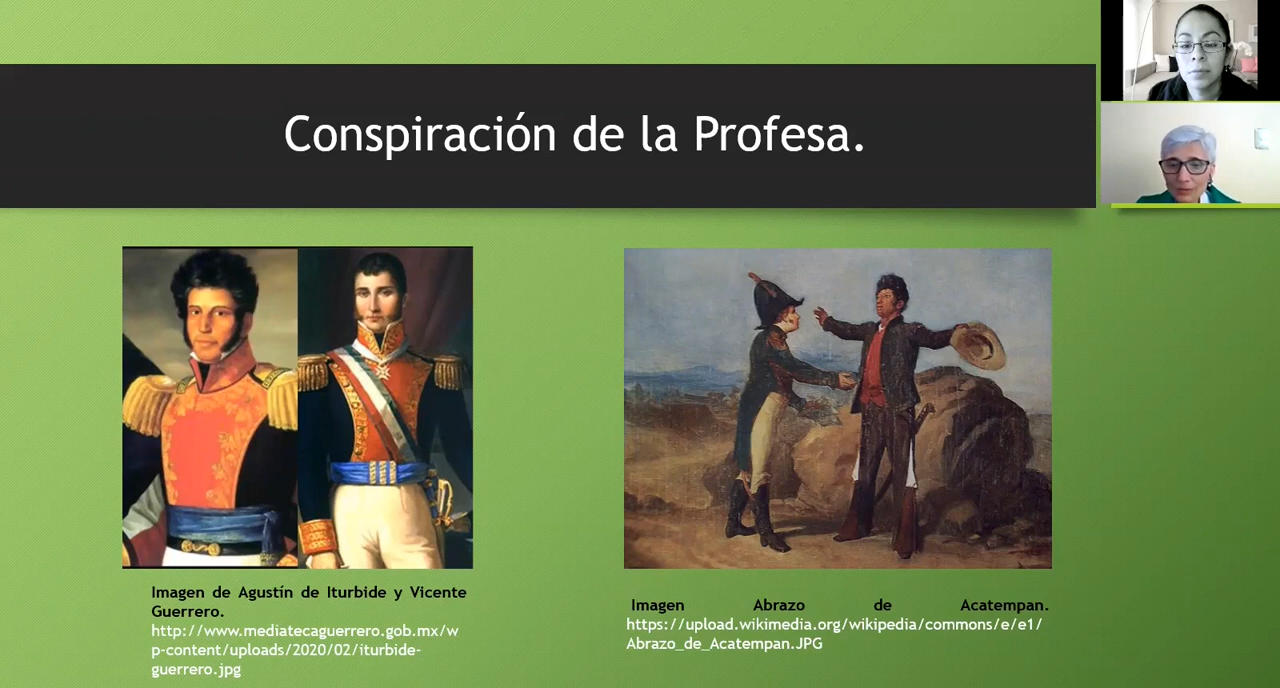 Conspiración de la Profesa.
Imagen de Agustín de Iturbide y Vicente
Guerrero.
http://www.mediatecaguerrero.gob.mx/w
p-content/uploads/2020/02/iturbide-
guerrero.jpg
Imagen Abrazo de Acatempan.
https://upload.wikimedia.org/wikipedia/commons/e/e1/
Abrazo_de_Acatempan.JPG